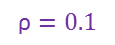 ρ = 0.1